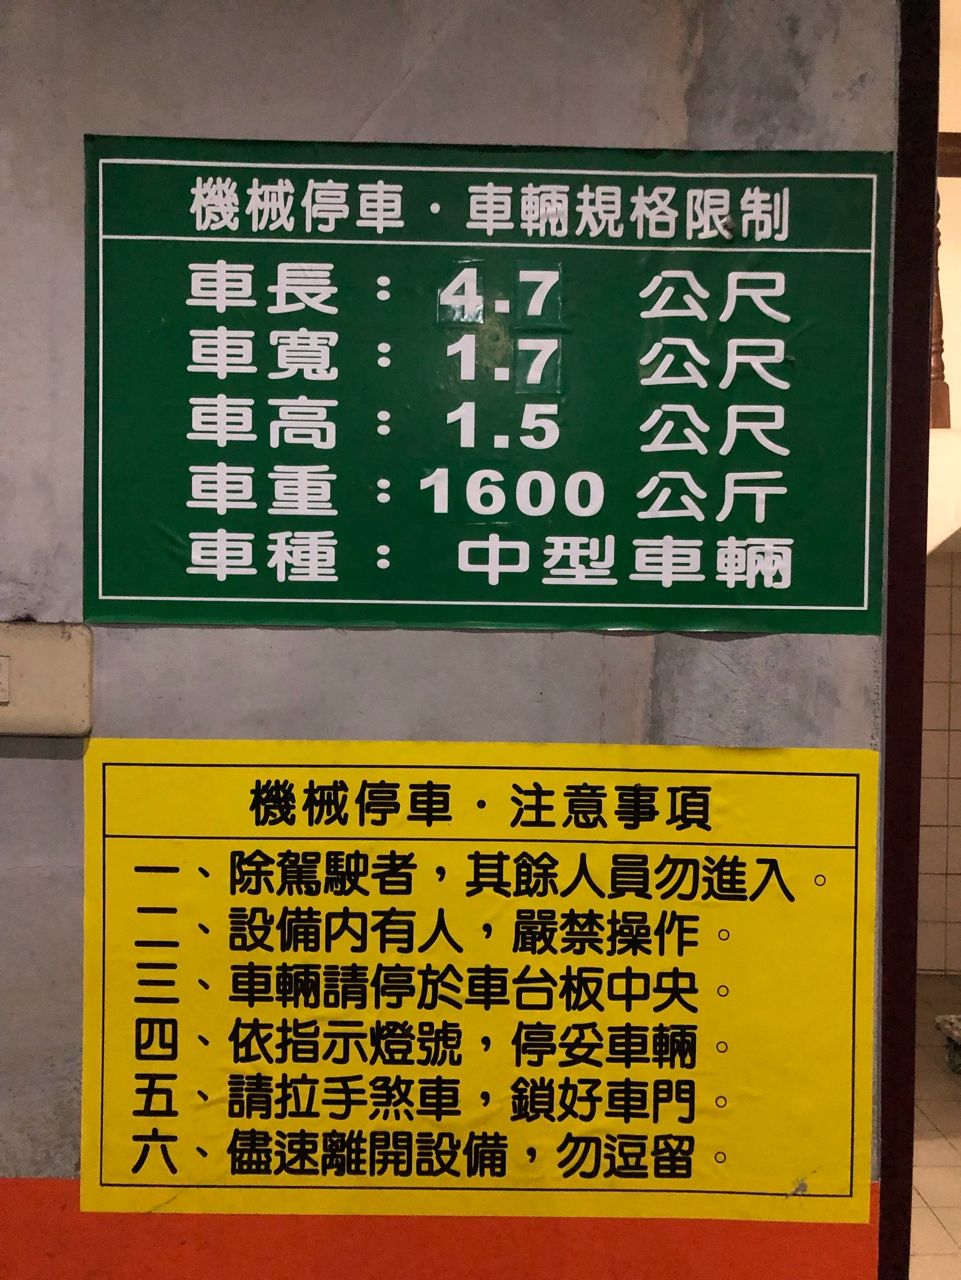 機械停車・車輛規格限制
車長：4.7 公尺
車寬：1.7 公尺
車高：1.5 公尺
車重：1600 公斤
車種：中型車輛
機械停車・注意事項
一、除駕駛者，其餘人員勿進入。
二、設備內有人，嚴禁操作。
三、車輛請停於車台板中央。
四、依指示燈號，停妥車輛。
五、請拉手煞車，鎖好車門。
六、儘速離開設備，勿逗留。